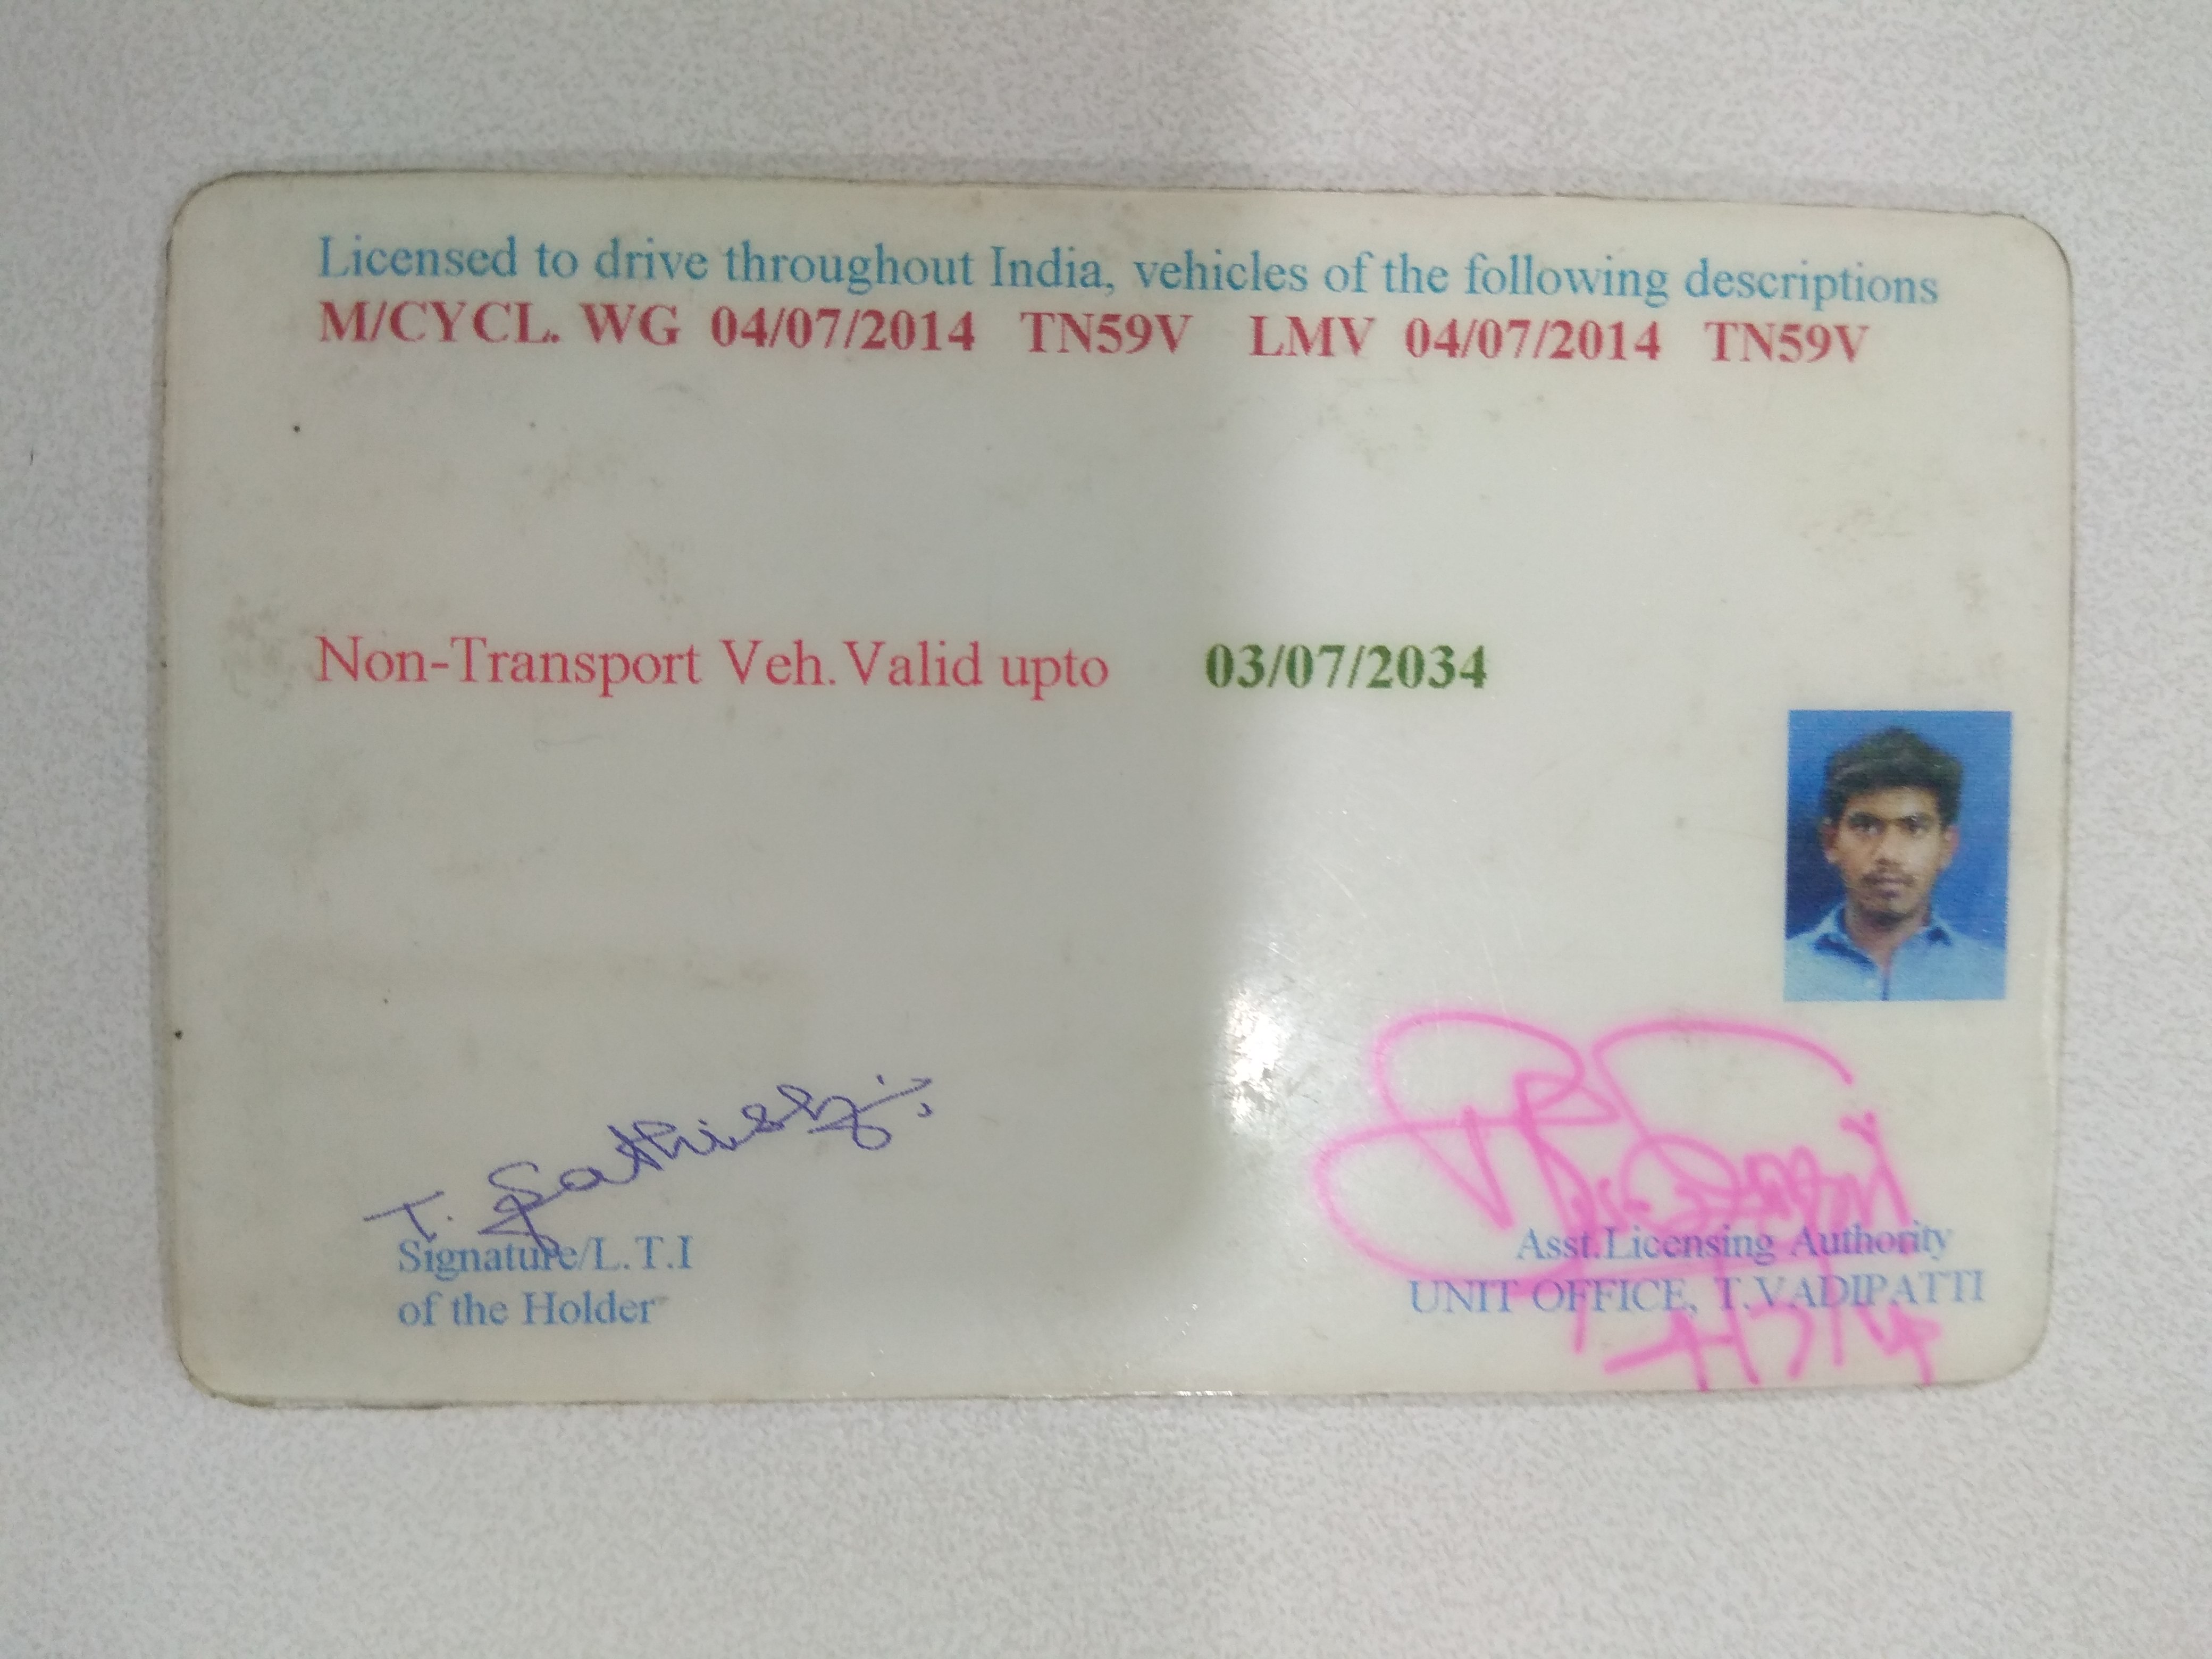 Licensed to drive throughout India, vehicles of the following descriptions
M/CYCL. WG 04/07/2014 TN59V LMV 04/07/2014 TN59V
Non-Transport Veh. Valid upto 03/07/2034
T. Sathish
Signature/L.T.I
of the Holder
Asst.Licensing Authority
UNIT OFFICE, T.VADIPATTI